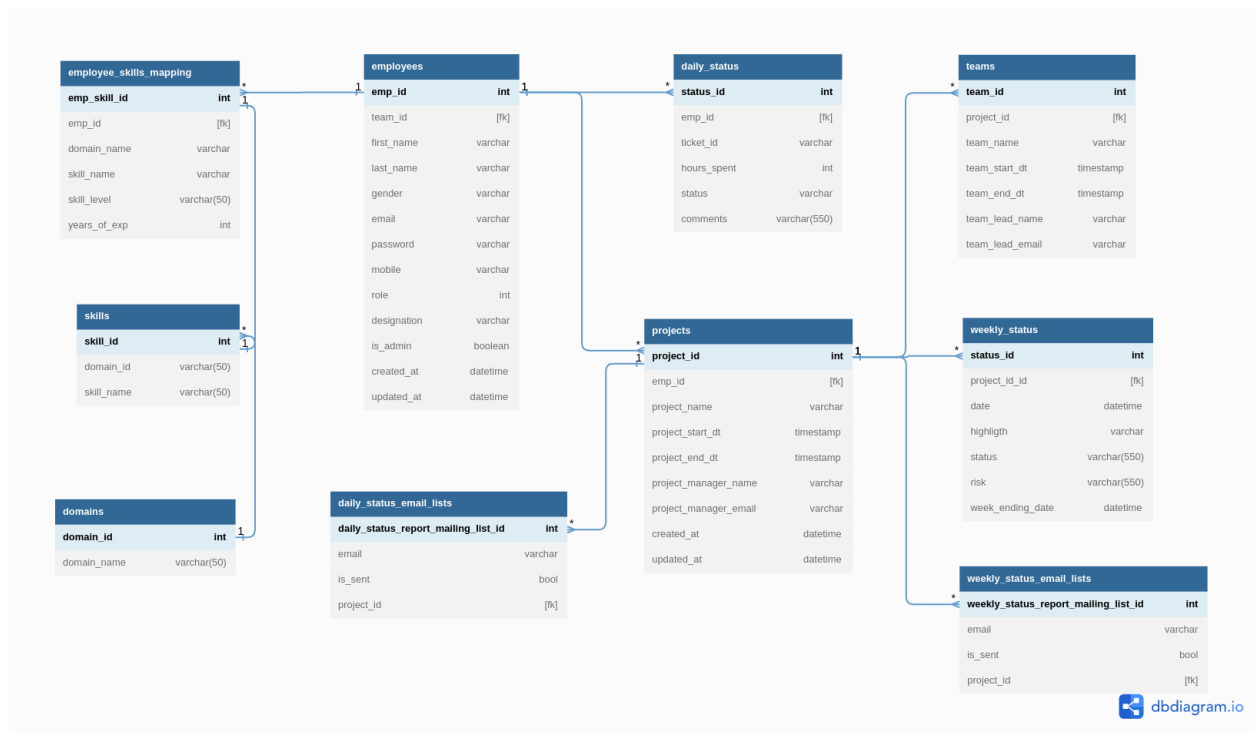 employee_skills_mapping
emp_skill_id int
emp_id [fk]
domain_name varchar
skill_name varchar
skill_level varchar(50)
years_of_exp int
employees
emp_id int
team_id [fk]
first_name varchar
last_name varchar
gender varchar
email varchar
password varchar
mobile varchar
role int
designation varchar
is_admin boolean
created_at datetime
updated_at datetime
daily_status
status_id int
emp_id [fk]
ticket_id varchar
hours_spent int
status varchar
comments varchar(550)
teams
team_id int
project_id [fk]
team_name varchar
team_start_dt timestamp
team_end_dt timestamp
team_lead_name varchar
team_lead_email varchar
skills
skill_id int
domain_id varchar(50)
skill_name varchar(50)
projects
project_id int
emp_id [fk]
project_name varchar
project_start_dt timestamp
project_end_dt timestamp
project_manager_name varchar
project_manager_email varchar
created_at datetime
updated_at datetime
weekly_status
status_id int
project_id_id [fk]
date datetime
highligth varchar
status varchar(550)
risk varchar(550)
week_ending_date datetime
domains
domain_id int
domain_name varchar(50)
daily_status_email_lists
daily_status_report_mailing_list_id int
email varchar
is_sent bool
project_id [fk]
weekly_status_email_lists
weekly_status_report_mailing_list_id int
email varchar
is_sent bool
project_id [fk]
* 1 1 * *
1
* 1
* 1 1 *
1
* *
dbdiagram.io